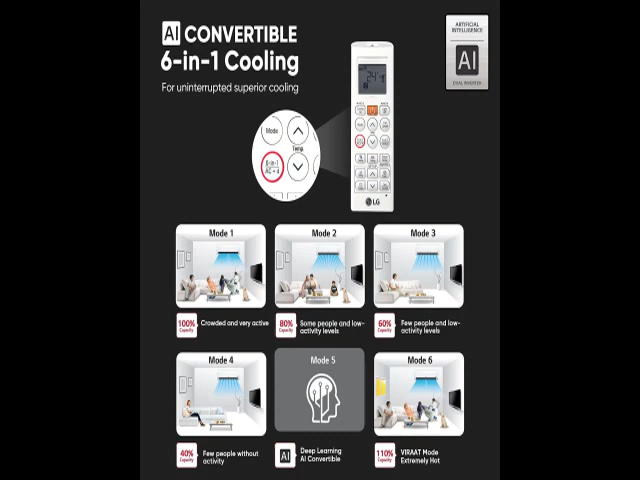 AI CONVERTIBLE
6-in-1 Cooling
For uninterrupted superior cooling
ARTIFICIAL
INTELLIGENCE
AI
DUAL INVERTER
Mode
Temp
6-in-1
AC + 4
LG
Mode 1
Mode 2
Mode 3
100% Capacity
Crowded and very active
80% Capacity
Some people and low-
activity levels
60% Capacity
Few people and low-
activity levels
Mode 4
Mode 5
Mode 6
40% Capacity
Few people without
activity
AI
Deep Learning
AI Convertible
110% Capacity
VIRAAT Mode
Extremely Hot